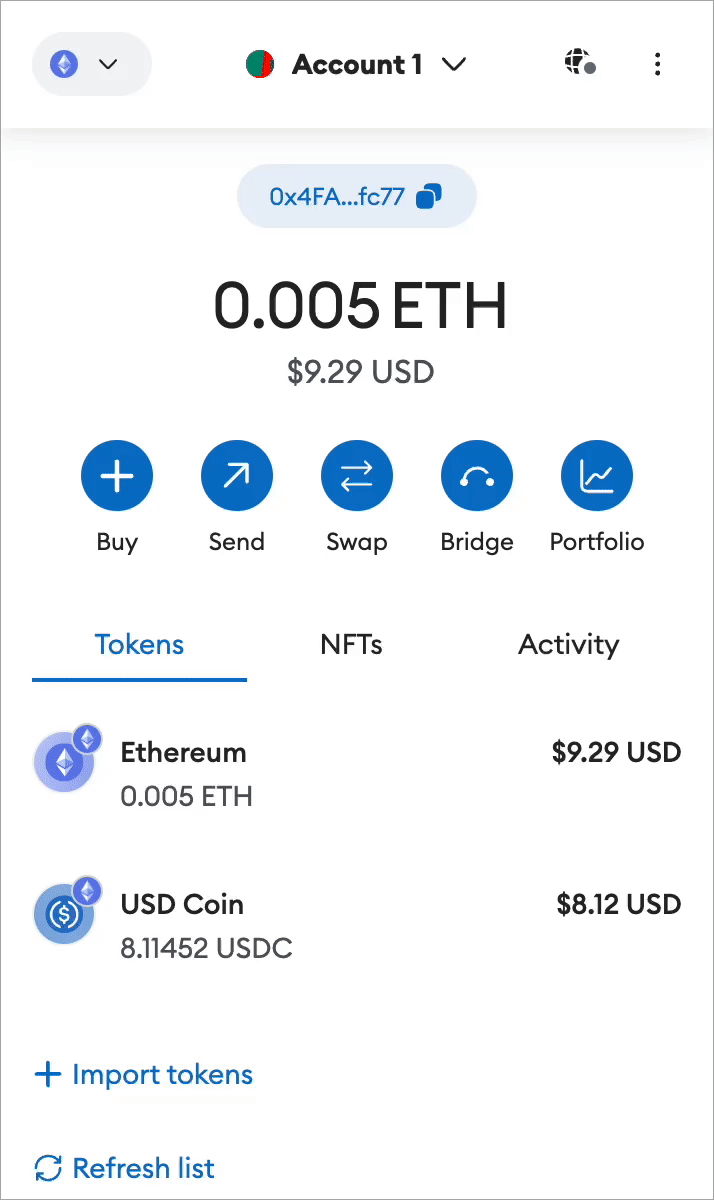 Account 1
0x4FA...fc77
0.005 ETH
$9.29 USD
Buy Send Swap Bridge Portfolio
Tokens NFTs Activity
Ethereum $9.29 USD
0.005 ETH
USD Coin $8.12 USD
8.11452 USDC
+ Import tokens
Refresh list